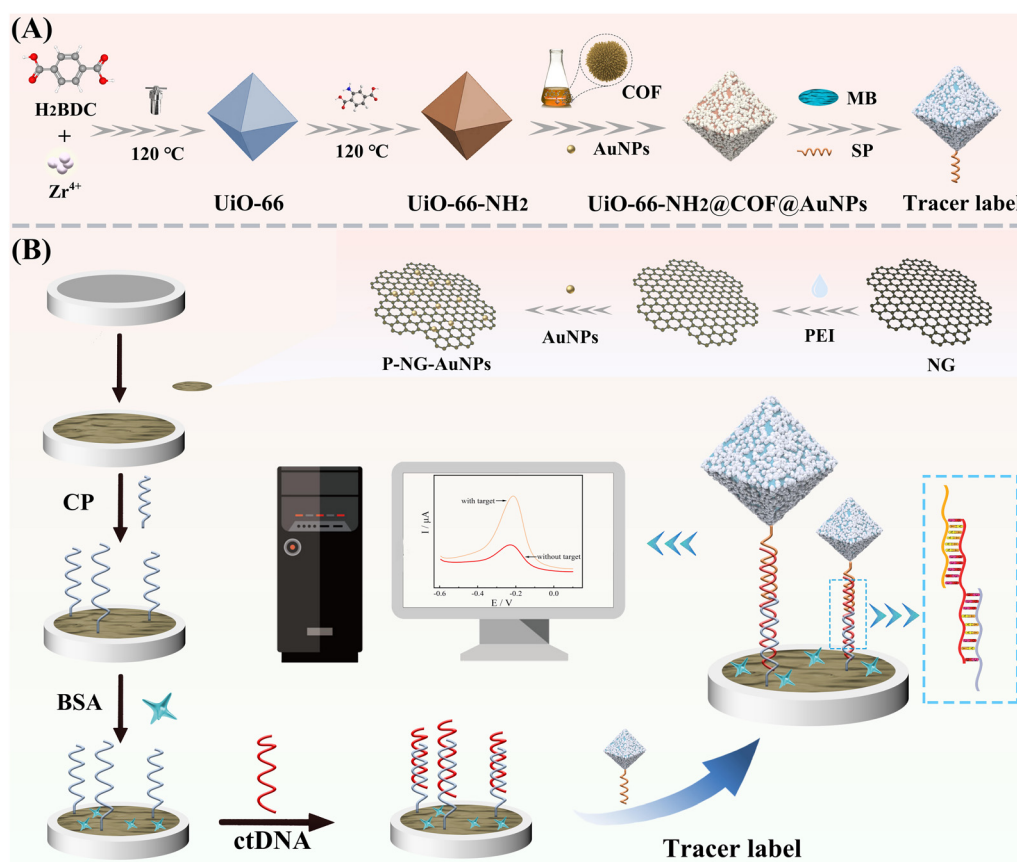 (A)
H2BDC
+
Zr⁴⁺
120 °C
UiO-66
120 °C
UiO-66-NH2
COF
AuNPs
UiO-66-NH2@COF@AuNPs
MB
SP
Tracer label
(B)
P-NG-AuNPs
AuNPs
PEI
NG
CP
BSA
ctDNA
I / μA
with target
without target
-0.6
-0.4
-0.2
0.0
E / V
Tracer label